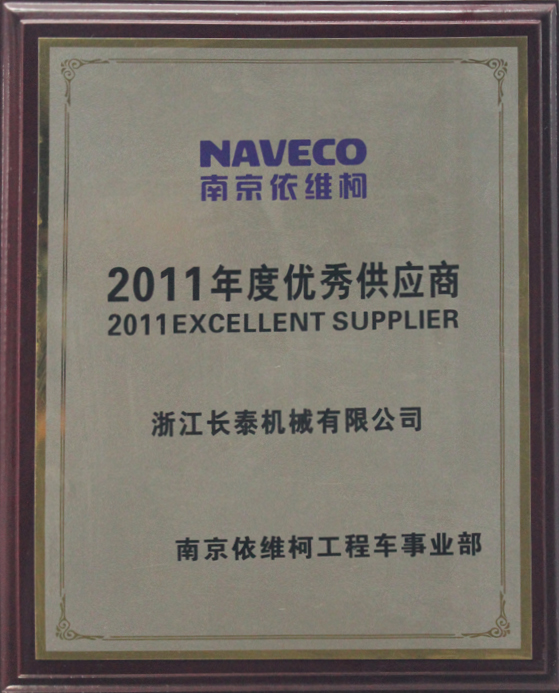 NAVECO
南京依维柯
2011年度优秀供应商
2011 EXCELLENT SUPPLIER
浙江长泰机械有限公司
南京依维柯工程车事业部